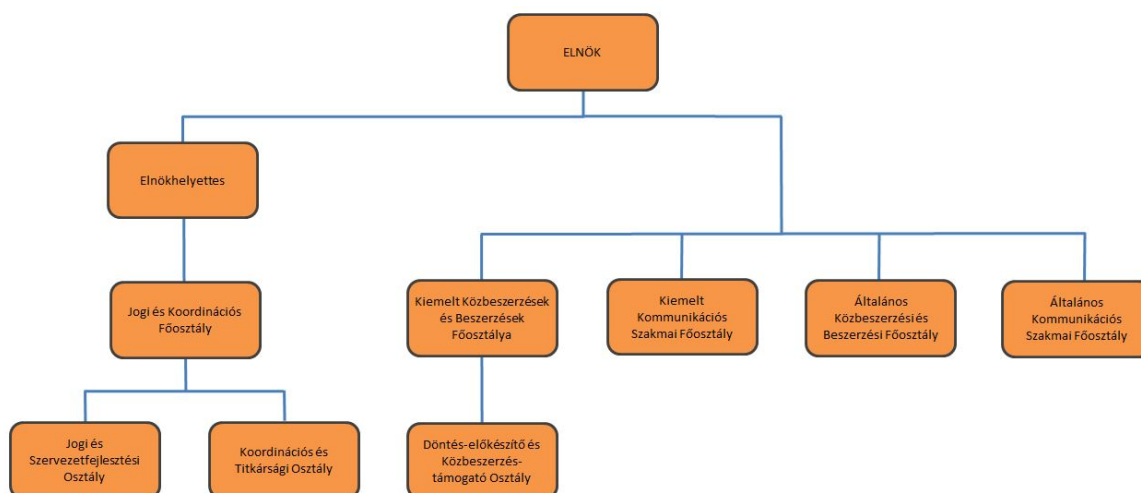 ELNÖK
Elnökhelyettes
Jogi és Koordinációs
Főosztály
Kiemelt Közbeszerzések
és Beszerzések
Főosztálya
Kiemelt
Kommunikációs
Szakmai Főosztály
Általános
Közbeszerzési és
Beszerzési Főosztály
Általános
Kommunikációs
Szakmai Főosztály
Jogi és
Szervezetfejlesztési
Osztály
Koordinációs és
Titkársági Osztály
Döntés-előkészítő és
Közbeszerzés-
támogató Osztály